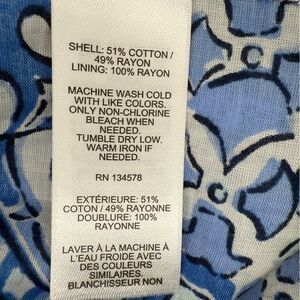 SHELL: 51% COTTON /
49% RAYON
LINING: 100% RAYON
MACHINE WASH COLD
WITH LIKE COLORS.
ONLY NON-CHLORINE
BLEACH WHEN
NEEDED.
TUMBLE DRY LOW.
WARM IRON IF
NEEDED.
RN 134578
EXTÉRIEURE: 51%
COTON / 49% RAYONNE
DOUBLURE: 100%
RAYONNE
LAVER À LA MACHINE À
L'EAU FROIDE AVEC
DES COULEURS
SIMILAIRES.
BLANCHISSEUR NON